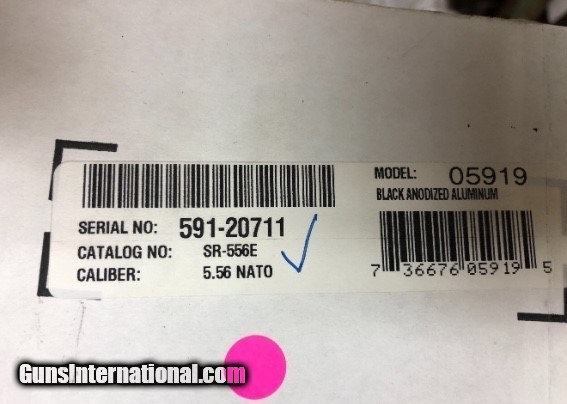 MODEL: 05919
BLACK ANODIZED ALUMINUM
SERIAL NO: 591-20711
CATALOG NO: SR-556E
CALIBER: 5.56 NATO
7 36676 05919 5
GunsInternational.com